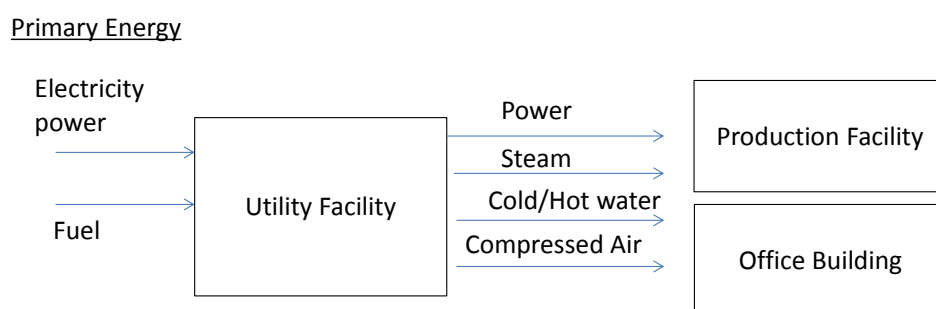 Primary Energy
Electricity
power
Fuel
Utility Facility
Power
Steam
Cold/Hot water
Compressed Air
Production Facility
Office Building